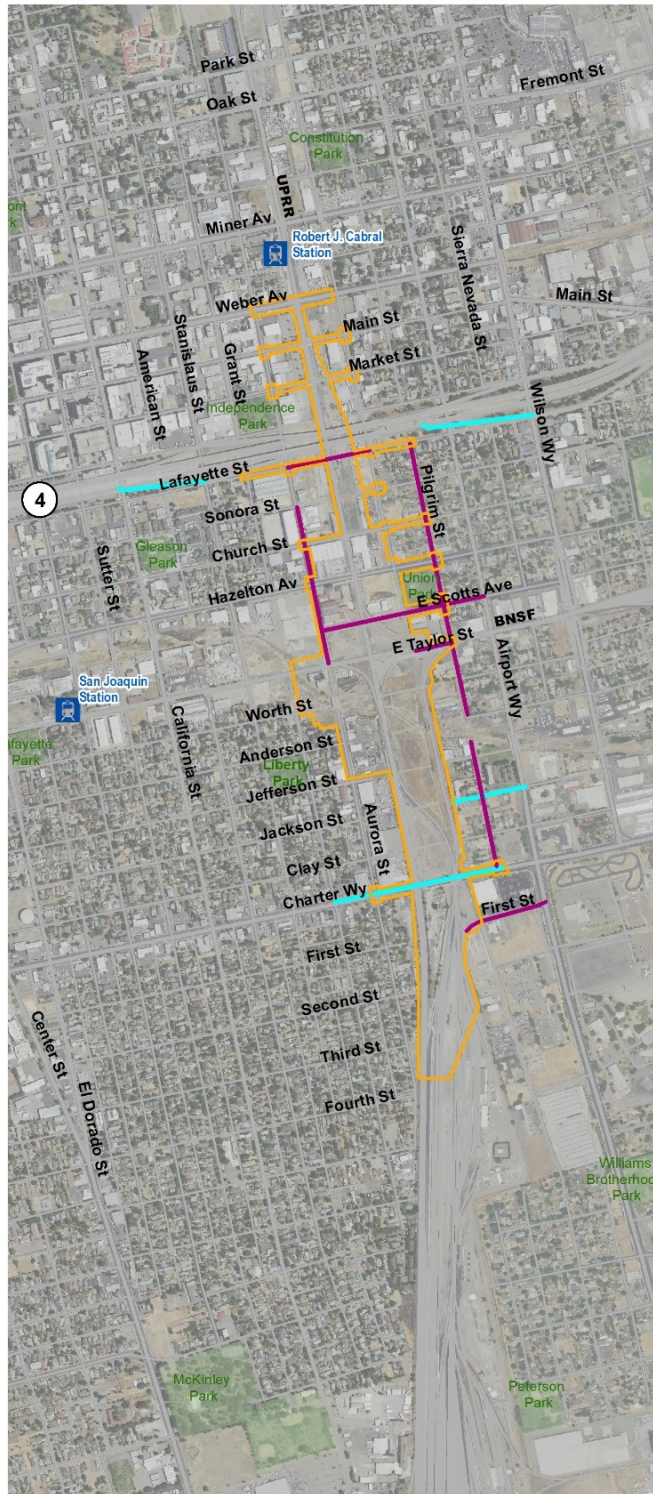 Park St
Fremont St
Oak St
Constitution
Park
UPRR
Miner Av
Robert J. Cabral
Station
Sierra Nevada St
Weber Av
Main St
Main St
Stanislaus St
American St
Grant St
Market St
Independence
Park
Wilson Wy
Lafayette St
Pilgrim St
4
Sonora St
Church St
Gleason
Park
Sutter St
Hazelton Av
Union
Park
E Scotts Ave
BNSF
E Taylor St
Airport Wy
San Joaquin
Station
California St
Worth St
Park
Anderson St
Liberty
Park
Jefferson St
Jackson St
Aurora St
Clay St
Charter Wy
First St
First St
Second St
Center St
Third St
El Dorado St
Fourth St
Williams
Park
McKinley
Park
Peterson
Park